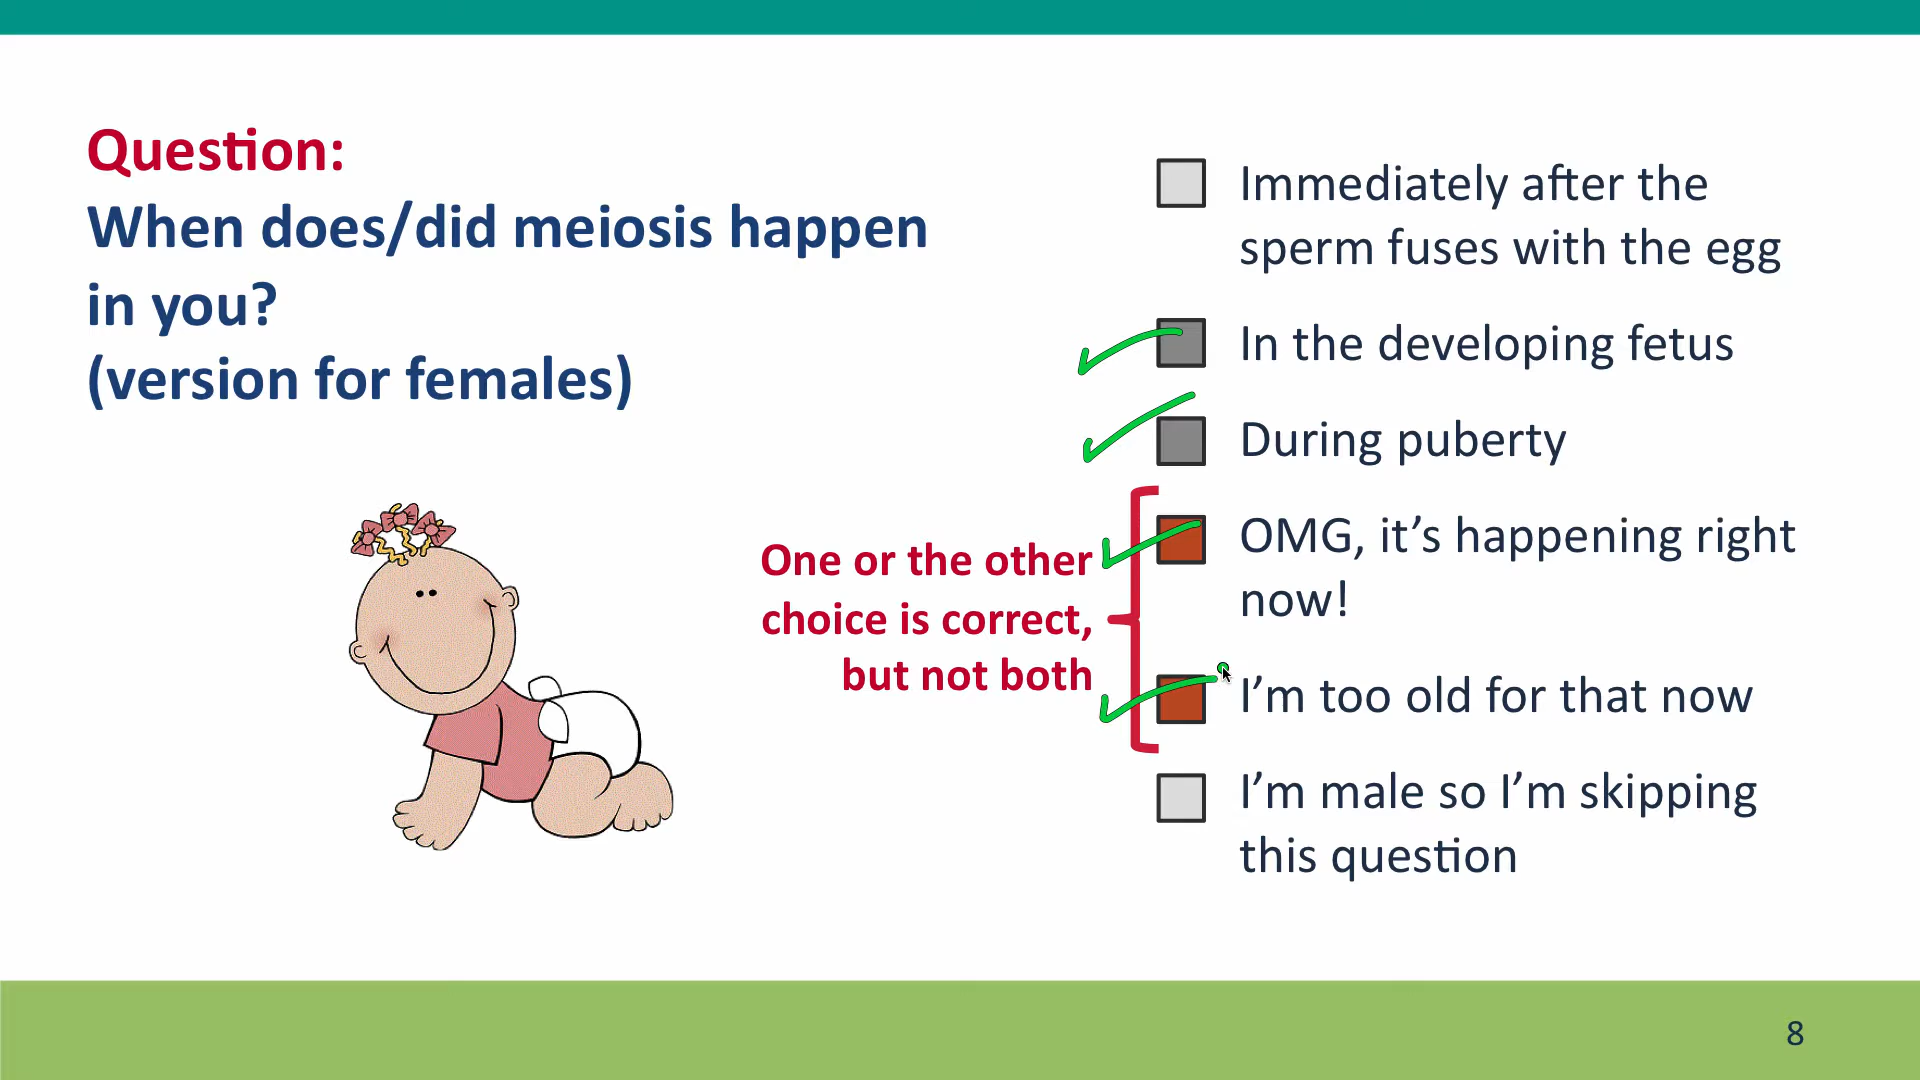 Question:
When does/did meiosis happen
in you?
(version for females)
Immediately after the
sperm fuses with the egg
In the developing fetus
During puberty
OMG, it’s happening right
now!
One or the other
choice is correct,
but not both
I’m too old for that now
I’m male so I’m skipping
this question
8